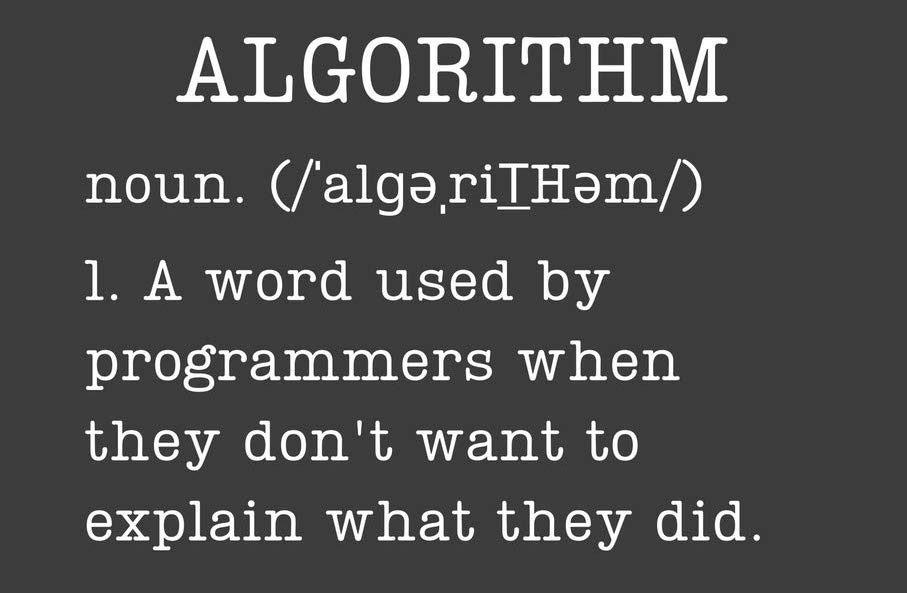 ALGORITHM
noun. (/ˈalɡəˌriT͟Həm/)
1. A word used by
programmers when
they don't want to
explain what they did.